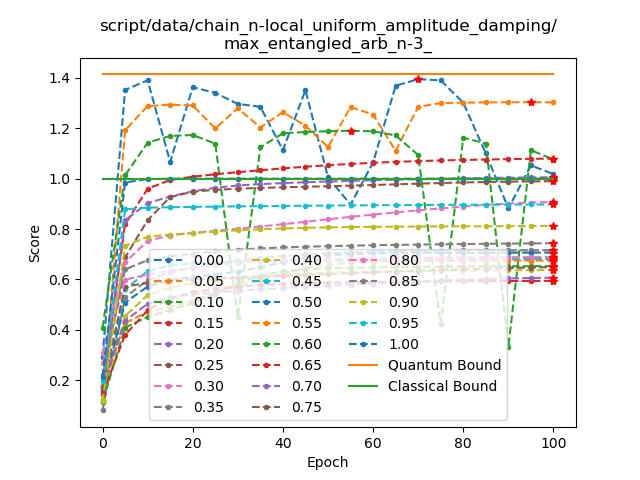 script/data/chain_n-local_uniform_amplitude_damping/
max_entangled_arb_n-3_
Score
1.4
1.2
1.0
0.8
0.6
0.4
0.2
0.00 0.40 0.80
0.05 0.45 0.85
0.10 0.50 0.90
0.15 0.55 0.95
0.20 0.60 1.00
0.25 0.65 Quantum Bound
0.30 0.70 Classical Bound
0.35 0.75
0 20 40 60 80 100
Epoch